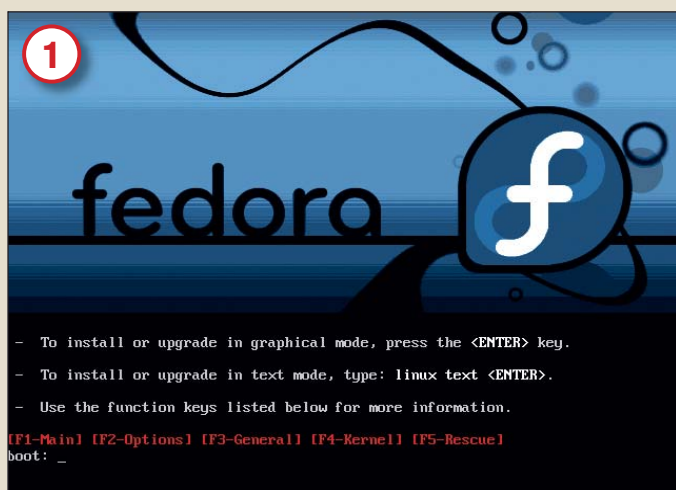 1
fedora
- To install or upgrade in graphical mode, press the <ENTER> key.
- To install or upgrade in text mode, type: linux text <ENTER>.
- Use the function keys listed below for more information.
[F1-Main] [F2-Options] [F3-General] [F4-Kernel] [F5-Rescue]
boot: _